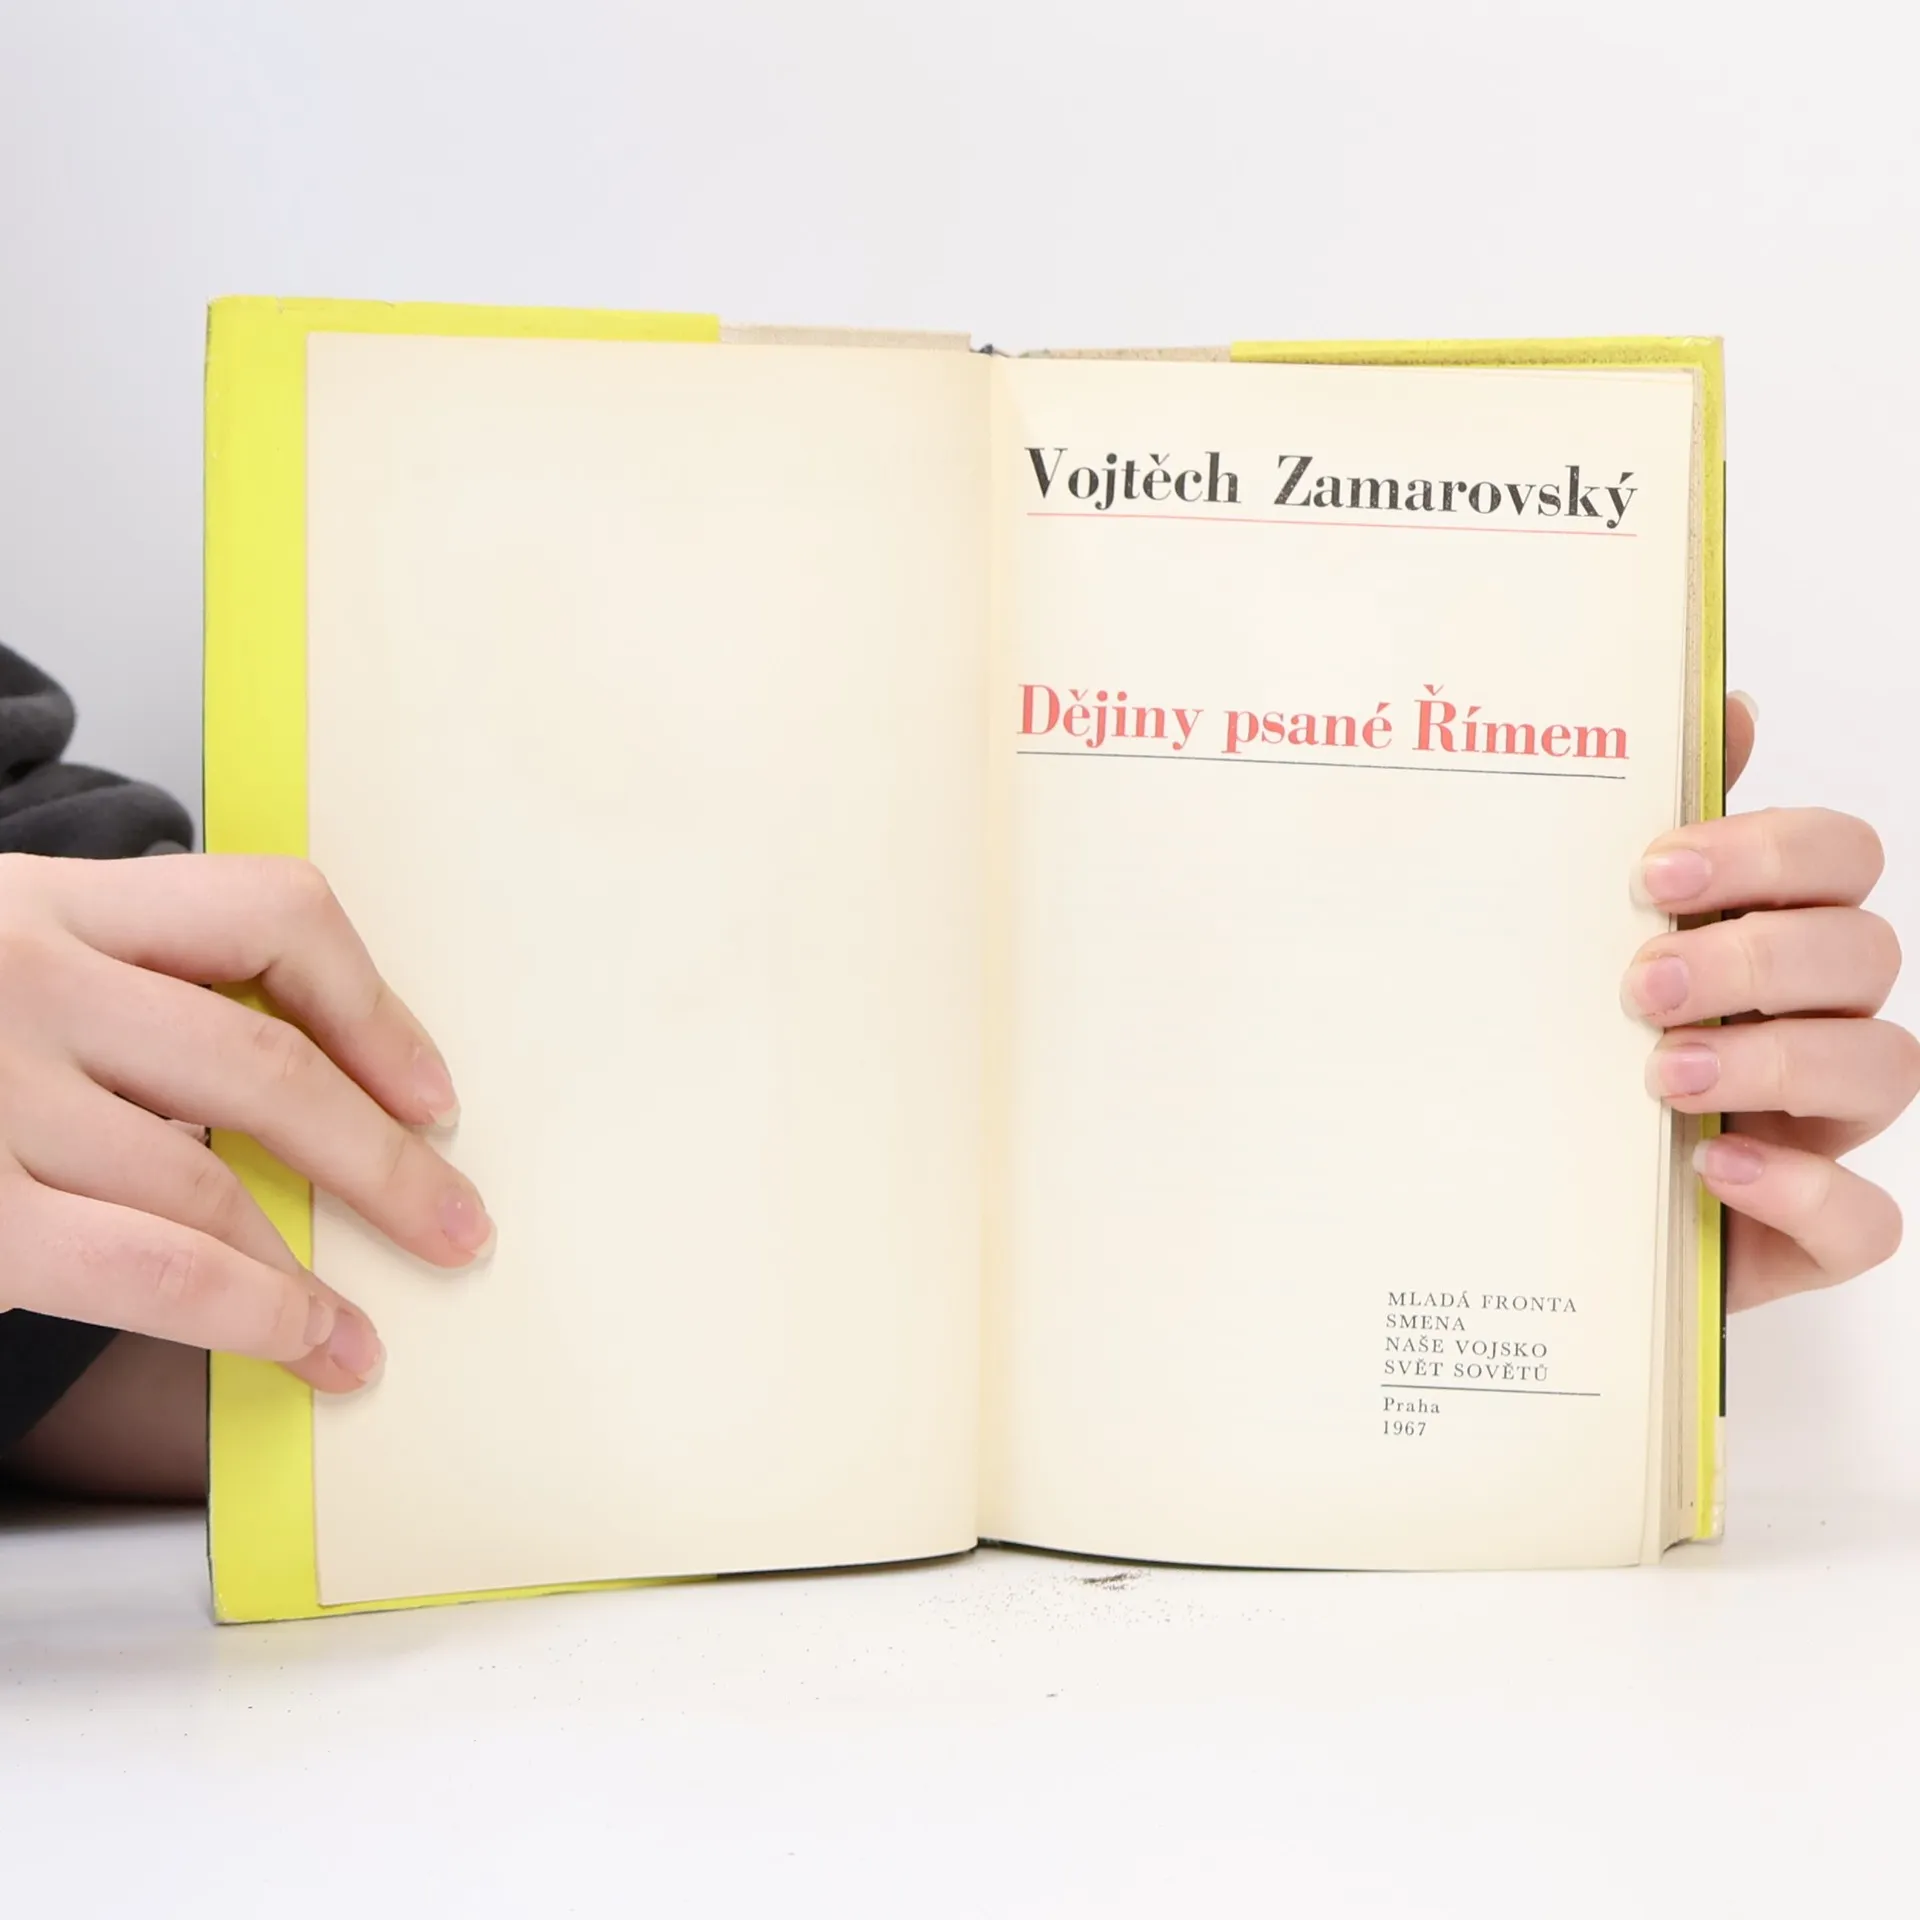 Vojtěch Zamarovský
Dějiny psané Římem
MLADÁ FRONTA
SMENA
NAŠE VOJSKO
SVĚT SOVĚTŮ
Praha
1967